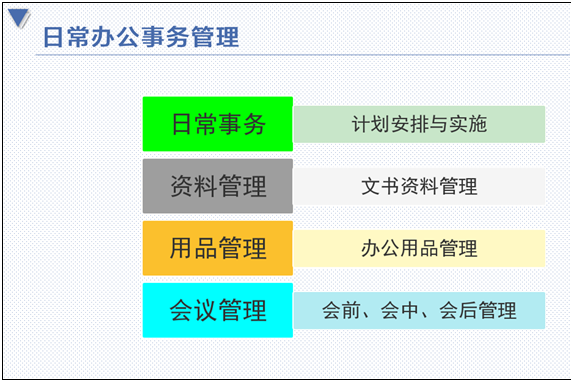 日常办公事务管理
日常事务 计划安排与实施
资料管理 文书资料管理
用品管理 办公用品管理
会议管理 会前、会中、会后管理